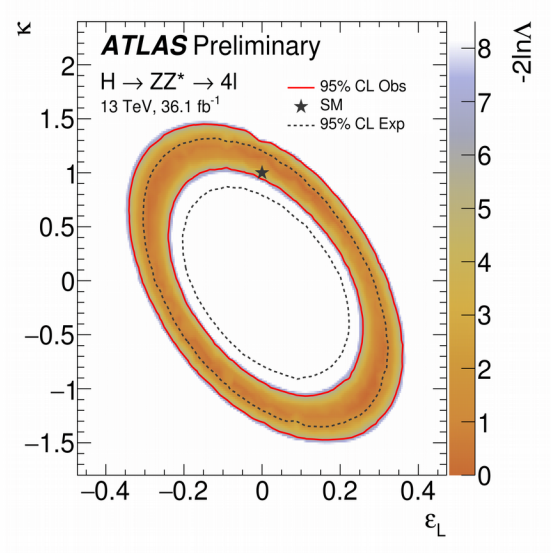 κ
ATLAS Preliminary
H → ZZ* → 4l
13 TeV, 36.1 fb⁻¹
95% CL Obs
SM
95% CL Exp
2
1.5
1
0.5
0
−0.5
−1
−1.5
−0.4 −0.2 0 0.2 0.4
ε_L
8
7
6
5
4
3
2
1
0
-2lnΛ